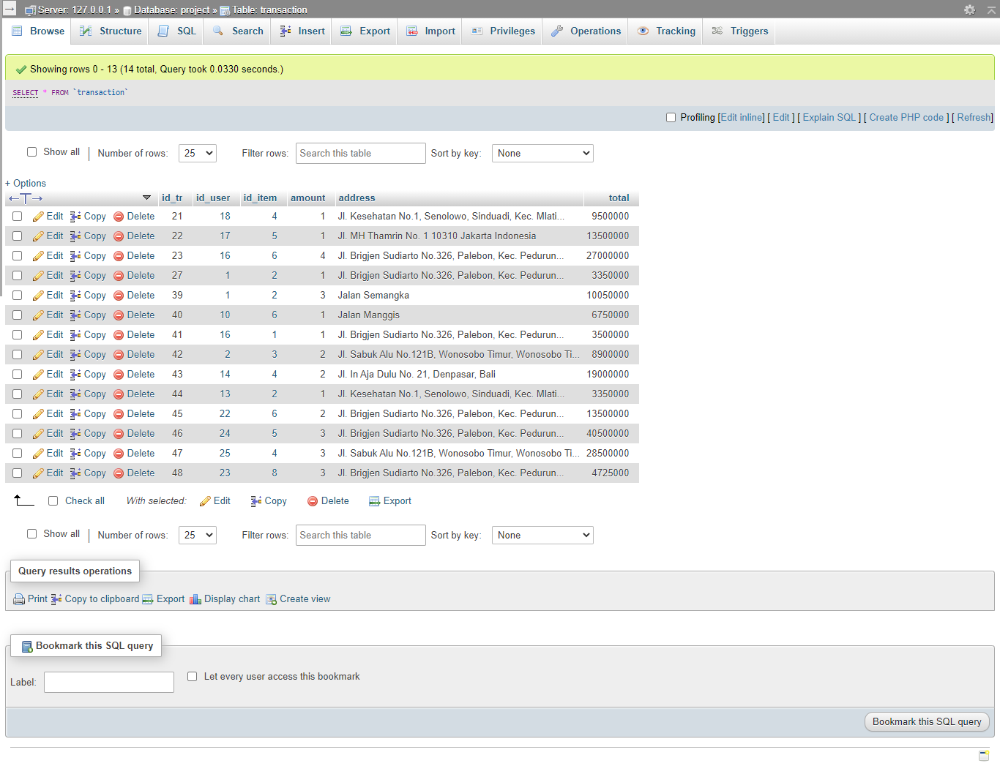 Server: 127.0.0.1 » Database: project » Table: transaction
Browse Structure SQL Search Insert Export Import Privileges Operations Tracking Triggers
Showing rows 0 - 13 (14 total, Query took 0.0330 seconds.)
SELECT * FROM `transaction`
Profiling [Edit inline] [ Edit ] [ Explain SQL ] [ Create PHP code ] [ Refresh]
Show all | Number of rows: 25 Filter rows: Search this table Sort by key: None
+ Options
←T→ id_tr id_user id_item amount address total
Edit Copy Delete 21 18 4 1 Jl. Kesehatan No.1, Senolowo, Sinduadi, Kec. Mlati... 9500000
Edit Copy Delete 22 17 5 1 Jl. MH Thamrin No. 1 10310 Jakarta Indonesia 13500000
Edit Copy Delete 23 16 6 4 Jl. Brigjen Sudiarto No.326, Palebon, Kec. Pedurun... 27000000
Edit Copy Delete 27 1 2 1 Jl. Brigjen Sudiarto No.326, Palebon, Kec. Pedurun... 3350000
Edit Copy Delete 39 1 2 3 Jalan Semangka 10050000
Edit Copy Delete 40 10 6 1 Jalan Manggis 6750000
Edit Copy Delete 41 16 1 1 Jl. Brigjen Sudiarto No.326, Palebon, Kec. Pedurun... 3500000
Edit Copy Delete 42 2 3 2 Jl. Sabuk Alu No.121B, Wonosobo Timur, Wonosobo Ti... 8900000
Edit Copy Delete 43 14 4 2 Jl. In Aja Dulu No. 21, Denpasar, Bali 19000000
Edit Copy Delete 44 13 2 1 Jl. Kesehatan No.1, Senolowo, Sinduadi, Kec. Mlati... 3350000
Edit Copy Delete 45 22 6 2 Jl. Brigjen Sudiarto No.326, Palebon, Kec. Pedurun... 13500000
Edit Copy Delete 46 24 5 3 Jl. Brigjen Sudiarto No.326, Palebon, Kec. Pedurun... 40500000
Edit Copy Delete 47 25 4 3 Jl. Sabuk Alu No.121B, Wonosobo Timur, Wonosobo Ti... 28500000
Edit Copy Delete 48 23 8 3 Jl. Brigjen Sudiarto No.326, Palebon, Kec. Pedurun... 4725000
Check all With selected: Edit Copy Delete Export
Show all | Number of rows: 25 Filter rows: Search this table Sort by key: None
Query results operations
Print Copy to clipboard Export Display chart Create view
Bookmark this SQL query
Label: Let every user access this bookmark
Bookmark this SQL query